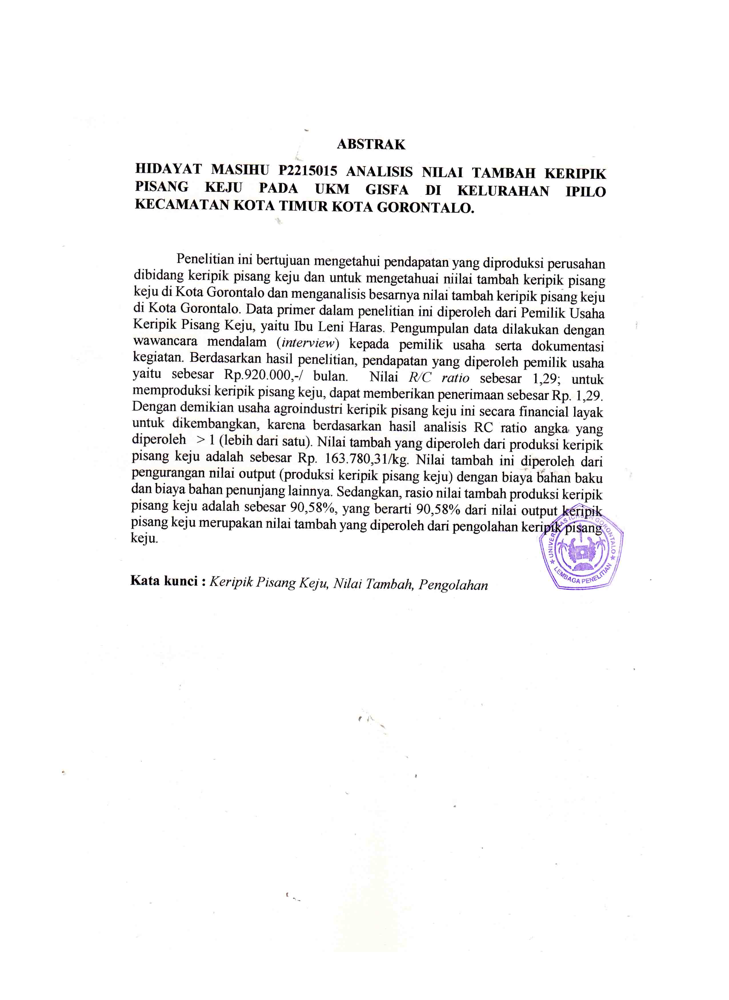 ABSTRAK
HIDAYAT MASIHU P2215015 ANALISIS NILAI TAMBAH KERIPIK
PISANG KEJU PADA UKM GISFA DI KELURAHAN IPILO
KECAMATAN KOTA TIMUR KOTA GORONTALO.
Penelitian ini bertujuan mengetahui pendapatan yang diproduksi perusahan
dibidang keripik pisang keju dan untuk mengetahuai niilai tambah keripik pisang
keju di Kota Gorontalo dan menganalisis besarnya nilai tambah keripik pisang keju
di Kota Gorontalo. Data primer dalam penelitian ini diperoleh dari Pemilik Usaha
Keripik Pisang Keju, yaitu Ibu Leni Haras. Pengumpulan data dilakukan dengan
wawancara mendalam (interview) kepada pemilik usaha serta dokumentasi
kegiatan. Berdasarkan hasil penelitian, pendapatan yang diperoleh pemilik usaha
yaitu sebesar Rp.920.000,-/ bulan. Nilai R/C ratio sebesar 1,29; untuk
memproduksi keripik pisang keju, dapat memberikan penerimaan sebesar Rp. 1,29.
Dengan demikian usaha agroindustri keripik pisang keju ini secara financial layak
untuk dikembangkan, karena berdasarkan hasil analisis RC ratio angka yang
diperoleh > 1 (lebih dari satu). Nilai tambah yang diperoleh dari produksi keripik
pisang keju adalah sebesar Rp. 163.780,31/kg. Nilai tambah ini diperoleh dari
pengurangan nilai output (produksi keripik pisang keju) dengan biaya bahan baku
dan biaya bahan penunjang lainnya. Sedangkan, rasio nilai tambah produksi keripik
pisang keju adalah sebesar 90,58%, yang berarti 90,58% dari nilai output keripik
pisang keju merupakan nilai tambah yang diperoleh dari pengolahan keripik pisang
keju.
UNIVERSITAS ICHSAN GORONTALO
LEMBAGA PENELITIAN
Kata kunci : Keripik Pisang Keju, Nilai Tambah, Pengolahan